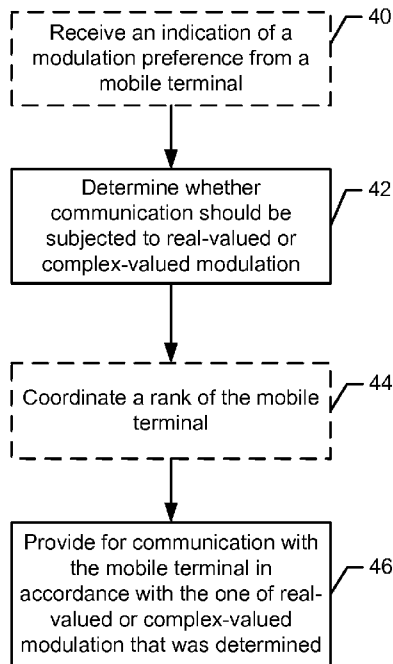 Receive an indication of a
modulation preference from a
mobile terminal
40
Determine whether
communication should be
subjected to real-valued or
complex-valued modulation
42
Coordinate a rank of the mobile
terminal
44
Provide for communication with
the mobile terminal in
accordance with the one of real-
valued or complex-valued
modulation that was determined
46